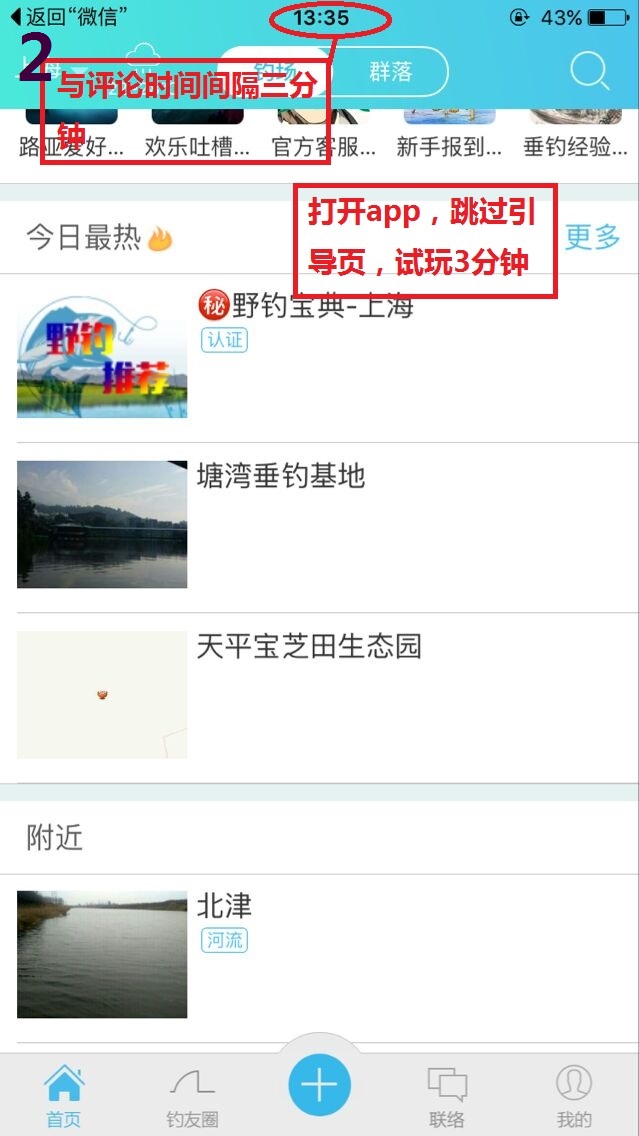 返回“微信”
13:35
43%
2
钓场
群落
与评论时间间隔三分
钟
路亚爱好...
欢乐吐槽...
官方客服...
新手报到...
垂钓经验...
打开app，跳过引
导页，试玩3分钟
今日最热
更多
秘野钓宝典-上海
认证
野钓
推荐
塘湾垂钓基地
天平宝芝田生态园
附近
北津
河流
首页
钓友圈
联络
我的